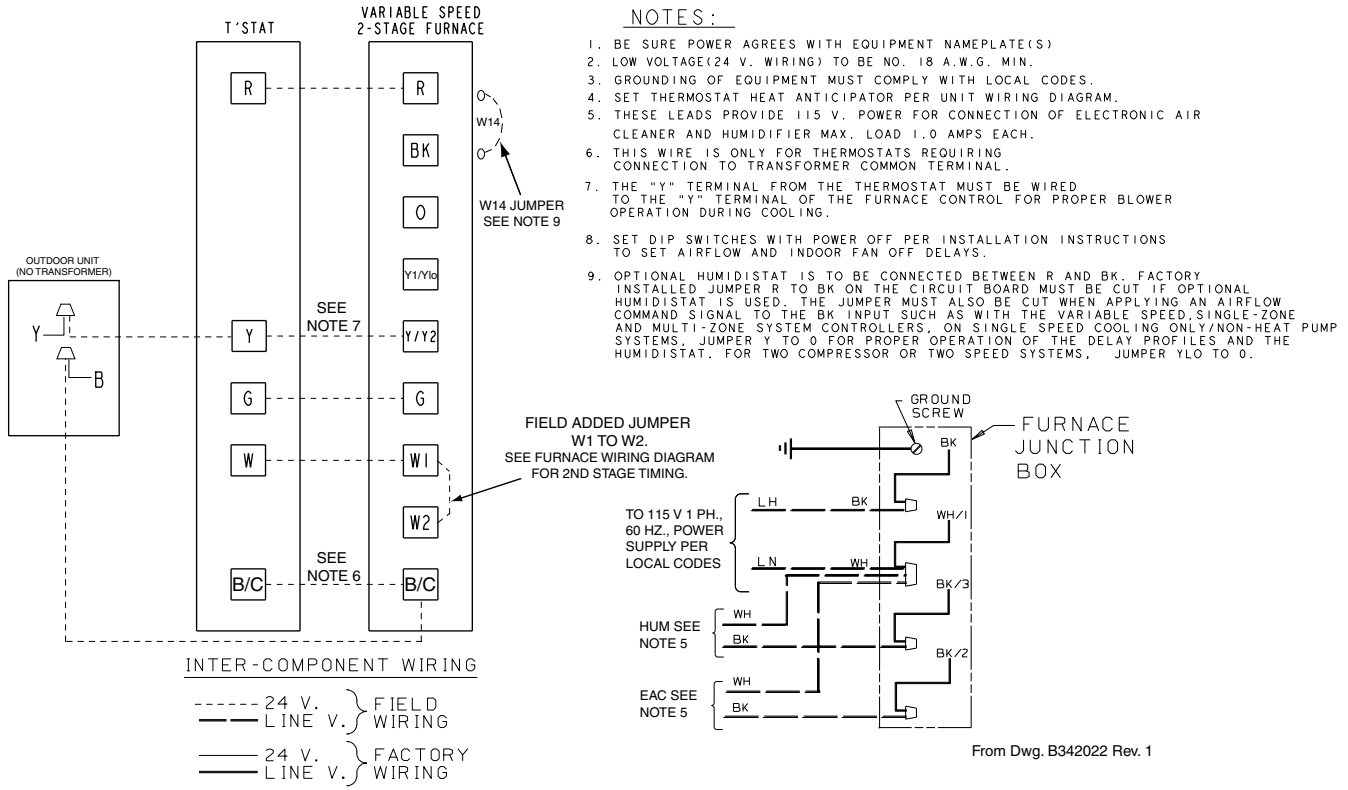 VARIABLE SPEED
2-STAGE FURNACE
T'STAT
R
R
BK
O
Y1/Ylo
Y
Y/Y2
G
G
W
W1
W2
B/C
B/C
W14
W14 JUMPER
SEE NOTE 9
SEE
NOTE 7
SEE
NOTE 6
OUTDOOR UNIT
(NO TRANSFORMER)
Y
B
FIELD ADDED JUMPER
W1 TO W2.
SEE FURNACE WIRING DIAGRAM
FOR 2ND STAGE TIMING.
INTER-COMPONENT WIRING
24 V.
LINE V.
FIELD
WIRING
24 V.
LINE V.
FACTORY
WIRING
NOTES:
1. BE SURE POWER AGREES WITH EQUIPMENT NAMEPLATE(S)
2. LOW VOLTAGE(24 V. WIRING) TO BE NO. 18 A.W.G. MIN.
3. GROUNDING OF EQUIPMENT MUST COMPLY WITH LOCAL CODES.
4. SET THERMOSTAT HEAT ANTICIPATOR PER UNIT WIRING DIAGRAM.
5. THESE LEADS PROVIDE 115 V. POWER FOR CONNECTION OF ELECTRONIC AIR
CLEANER AND HUMIDIFIER MAX. LOAD 1.0 AMPS EACH.
6. THIS WIRE IS ONLY FOR THERMOSTATS REQUIRING
CONNECTION TO TRANSFORMER COMMON TERMINAL.
7. THE "Y" TERMINAL FROM THE THERMOSTAT MUST BE WIRED
TO THE "Y" TERMINAL OF THE FURNACE CONTROL FOR PROPER BLOWER
OPERATION DURING COOLING.
8. SET DIP SWITCHES WITH POWER OFF PER INSTALLATION INSTRUCTIONS
TO SET AIRFLOW AND INDOOR FAN OFF DELAYS.
9. OPTIONAL HUMIDISTAT IS TO BE CONNECTED BETWEEN R AND BK. FACTORY
INSTALLED JUMPER R TO BK ON THE CIRCUIT BOARD MUST BE CUT IF OPTIONAL
HUMIDISTAT IS USED. THE JUMPER MUST ALSO BE CUT WHEN APPLYING AN AIRFLOW
COMMAND SIGNAL TO THE BK INPUT SUCH AS WITH THE VARIABLE SPEED,SINGLE-ZONE
AND MULTI-ZONE SYSTEM CONTROLLERS, ON SINGLE SPEED COOLING ONLY/NON-HEAT PUMP
SYSTEMS, JUMPER Y TO O FOR PROPER OPERATION OF THE DELAY PROFILES AND THE
HUMIDISTAT. FOR TWO COMPRESSOR OR TWO SPEED SYSTEMS, JUMPER YLO TO O.
GROUND
SCREW
FURNACE
JUNCTION
BOX
BK
TO 115 V 1 PH.,
60 HZ., POWER
SUPPLY PER
LOCAL CODES
LH
BK
WH/1
LN
WH
BK/3
HUM SEE
NOTE 5
WH
BK
BK/2
EAC SEE
NOTE 5
WH
BK
From Dwg. B342022 Rev. 1